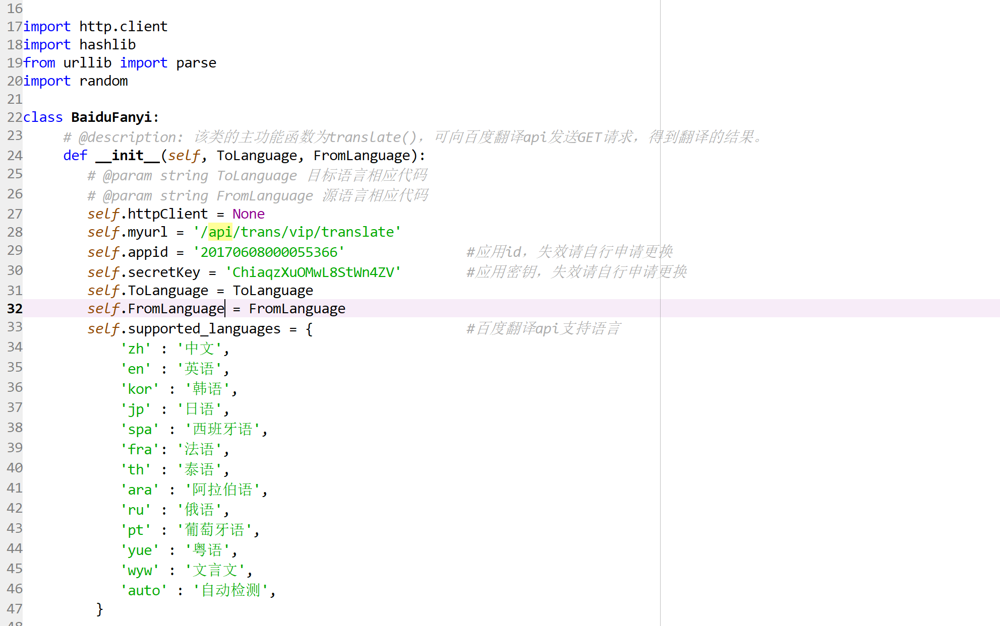 16
17import http.client
18import hashlib
19from urllib import parse
20import random
21
22class BaiduFanyi:
23     # @description: 该类的主功能函数为translate(), 可向百度翻译api发送GET请求, 得到翻译的结果。
24     def __init__(self, ToLanguage, FromLanguage):
25        # @param string ToLanguage 目标语言相应代码
26        # @param string FromLanguage 源语言相应代码
27        self.httpClient = None
28        self.myurl = '/api/trans/vip/translate'
29        self.appid = '20170608000055366'               #应用id, 失效请自行申请更换
30        self.secretKey = 'ChiaqzXuOMwL8StWn4ZV'        #应用密钥, 失效请自行申请更换
31        self.ToLanguage = ToLanguage
32        self.FromLanguage = FromLanguage
33        self.supported_languages = {                   #百度翻译api支持语言
34            'zh' : '中文',
35            'en' : '英语',
36            'kor' : '韩语',
37            'jp' : '日语',
38            'spa' : '西班牙语',
39            'fra': '法语',
40            'th' : '泰语',
41            'ara' : '阿拉伯语',
42            'ru' : '俄语',
43            'pt' : '葡萄牙语',
44            'yue' : '粤语',
45            'wyw' : '文言文',
46            'auto' : '自动检测',
47         }
48